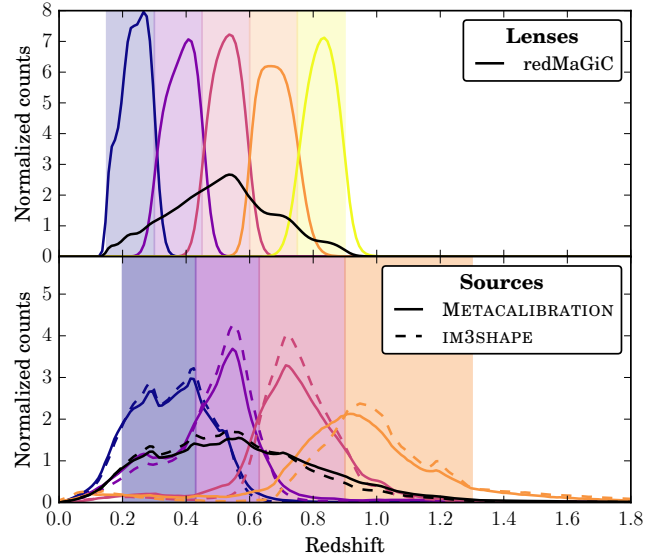 Normalized counts
8
7
6
5
4
3
2
1
0
Lenses
redMaGiC
Normalized counts
5
4
3
2
1
0
Sources
METACALIBRATION
IM3SHAPE
0.0 0.2 0.4 0.6 0.8 1.0 1.2 1.4 1.6 1.8
Redshift